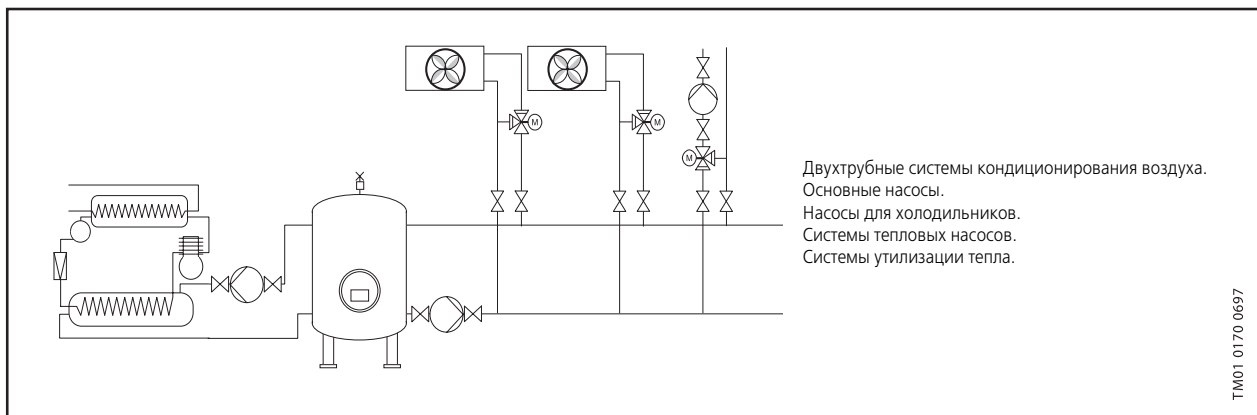 M
M
M
Двухтрубные системы кондиционирования воздуха.
Основные насосы.
Насосы для холодильников.
Системы тепловых насосов.
Системы утилизации тепла.
TM01 0170 0697